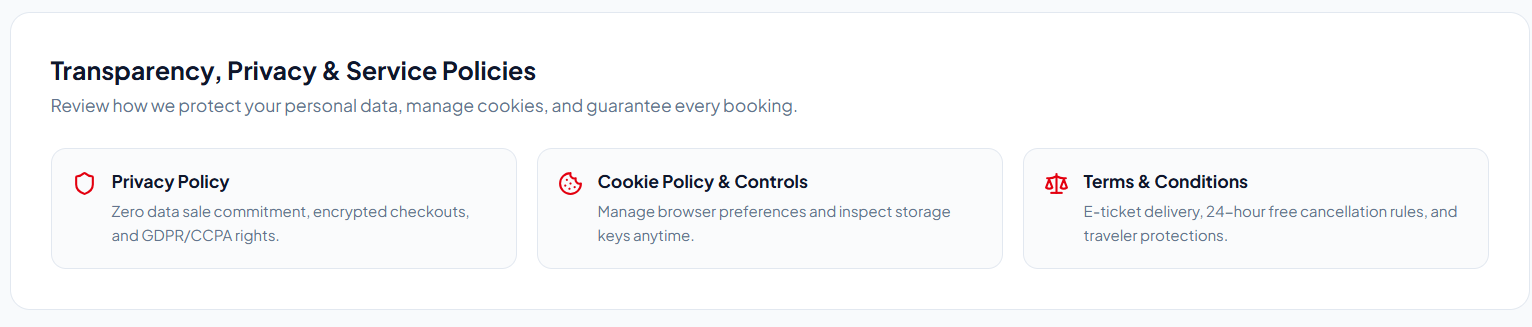 Transparency, Privacy & Service Policies
Review how we protect your personal data, manage cookies, and guarantee every booking.
Privacy Policy
Zero data sale commitment, encrypted checkouts,
and GDPR/CCPA rights.
Cookie Policy & Controls
Manage browser preferences and inspect storage
keys anytime.
Terms & Conditions
E-ticket delivery, 24-hour free cancellation rules, and
traveler protections.